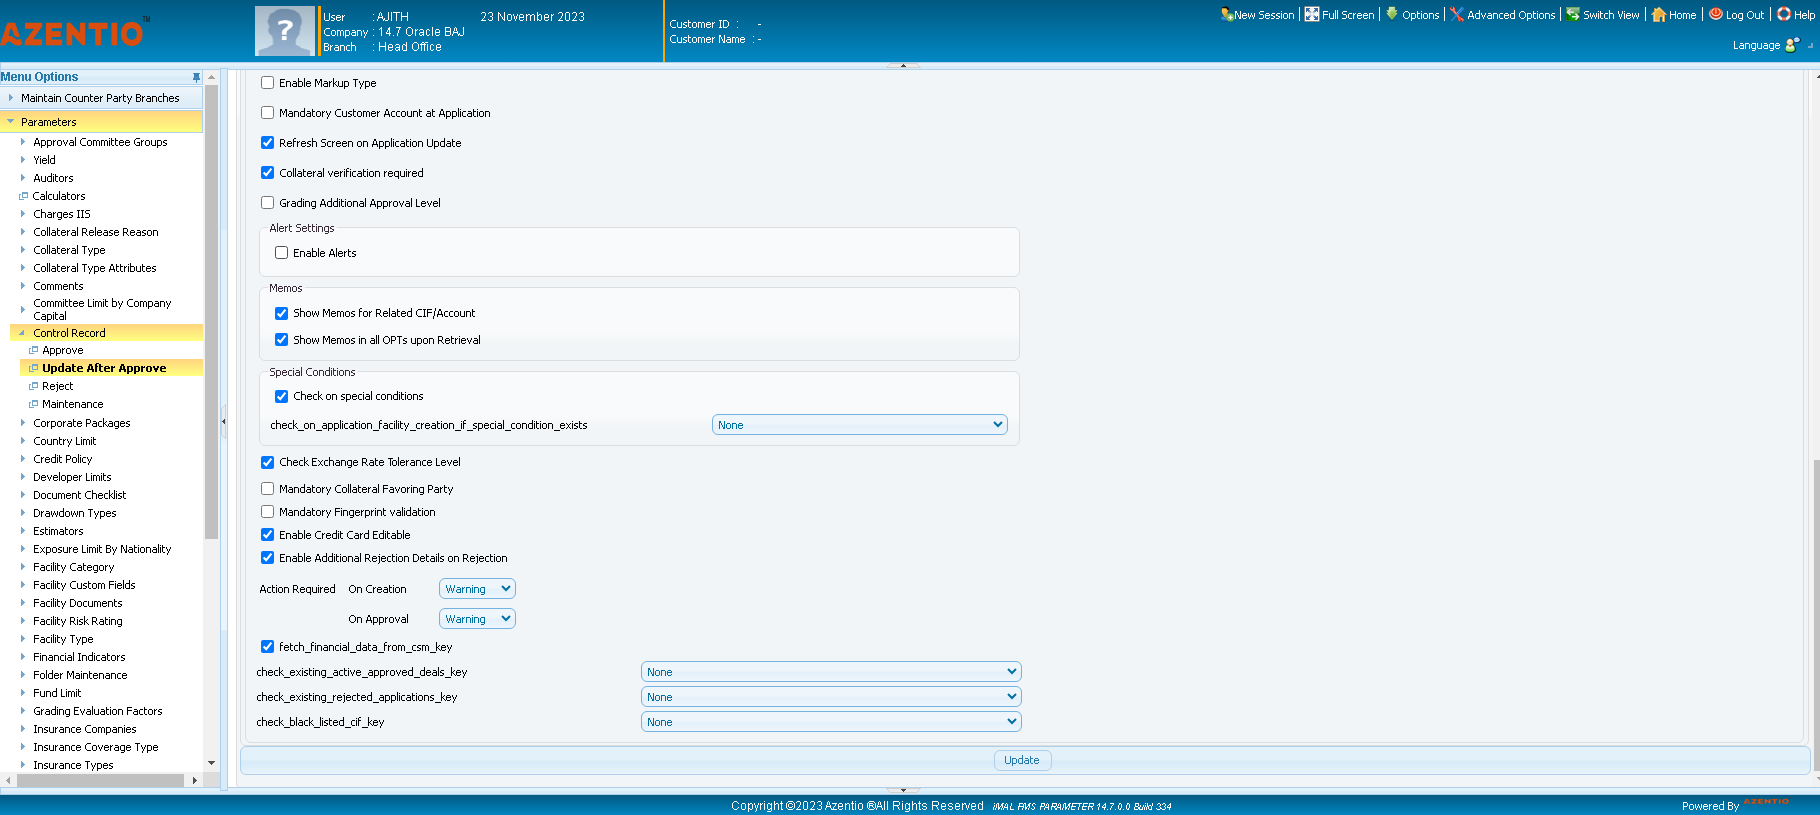 AZENTIO™
User : AJITH 23 November 2023
Company : 14.7 Oracle BAJ
Branch : Head Office
Customer ID : -
Customer Name : -
New Session | Full Screen | Options | Advanced Options | Switch View | Home | Log Out | Help
Language
Menu Options
Maintain Counter Party Branches
Parameters
Approval Committee Groups
Yield
Auditors
Calculators
Charges IIS
Collateral Release Reason
Collateral Type
Collateral Type Attributes
Comments
Committee Limit by Company
Capital
Control Record
Approve
Update After Approve
Reject
Maintenance
Corporate Packages
Country Limit
Credit Policy
Developer Limits
Document Checklist
Drawdown Types
Estimators
Exposure Limit By Nationality
Facility Category
Facility Custom Fields
Facility Documents
Facility Risk Rating
Facility Type
Financial Indicators
Folder Maintenance
Fund Limit
Grading Evaluation Factors
Insurance Companies
Insurance Coverage Type
Insurance Types
Enable Markup Type
Mandatory Customer Account at Application
Refresh Screen on Application Update
Collateral verification required
Grading Additional Approval Level
Alert Settings
Enable Alerts
Memos
Show Memos for Related CIF/Account
Show Memos in all OPTs upon Retrieval
Special Conditions
Check on special conditions
check_on_application_facility_creation_if_special_condition_exists None
Check Exchange Rate Tolerance Level
Mandatory Collateral Favoring Party
Mandatory Fingerprint validation
Enable Credit Card Editable
Enable Additional Rejection Details on Rejection
Action Required On Creation Warning
On Approval Warning
fetch_financial_data_from_csm_key
check_existing_active_approved_deals_key None
check_existing_rejected_applications_key None
check_black_listed_cif_key None
Update
Copyright ©2023 Azentio ®All Rights Reserved iMAL PMS PARAMETER 14.7.0.0 Build 334
Powered By AZENTIO